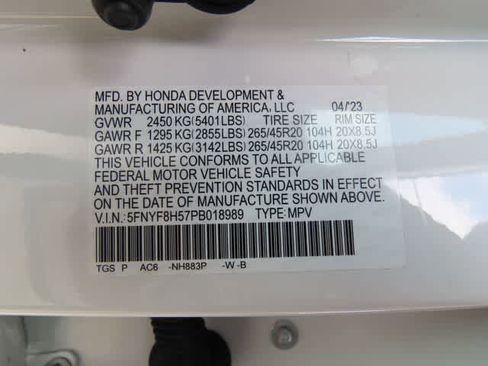 MFD. BY HONDA DEVELOPMENT &
MANUFACTURING OF AMERICA, LLC 04/'23
GVWR 2450 KG(5401LBS) TIRE SIZE RIM SIZE
GAWR F 1295 KG(2855LBS) 265/45R20 104H 20X8.5J
GAWR R 1425 KG(3142LBS) 265/45R20 104H 20X8.5J
THIS VEHICLE CONFORMS TO ALL APPLICABLE
FEDERAL MOTOR VEHICLE SAFETY
AND THEFT PREVENTION STANDARDS IN EFFECT
ON THE DATE OF MANUFACTURE SHOWN ABOVE.
V.I.N.: 5FNYF8H57PB018989 TYPE: MPV
TGS P AC6 -NH883P -W -B